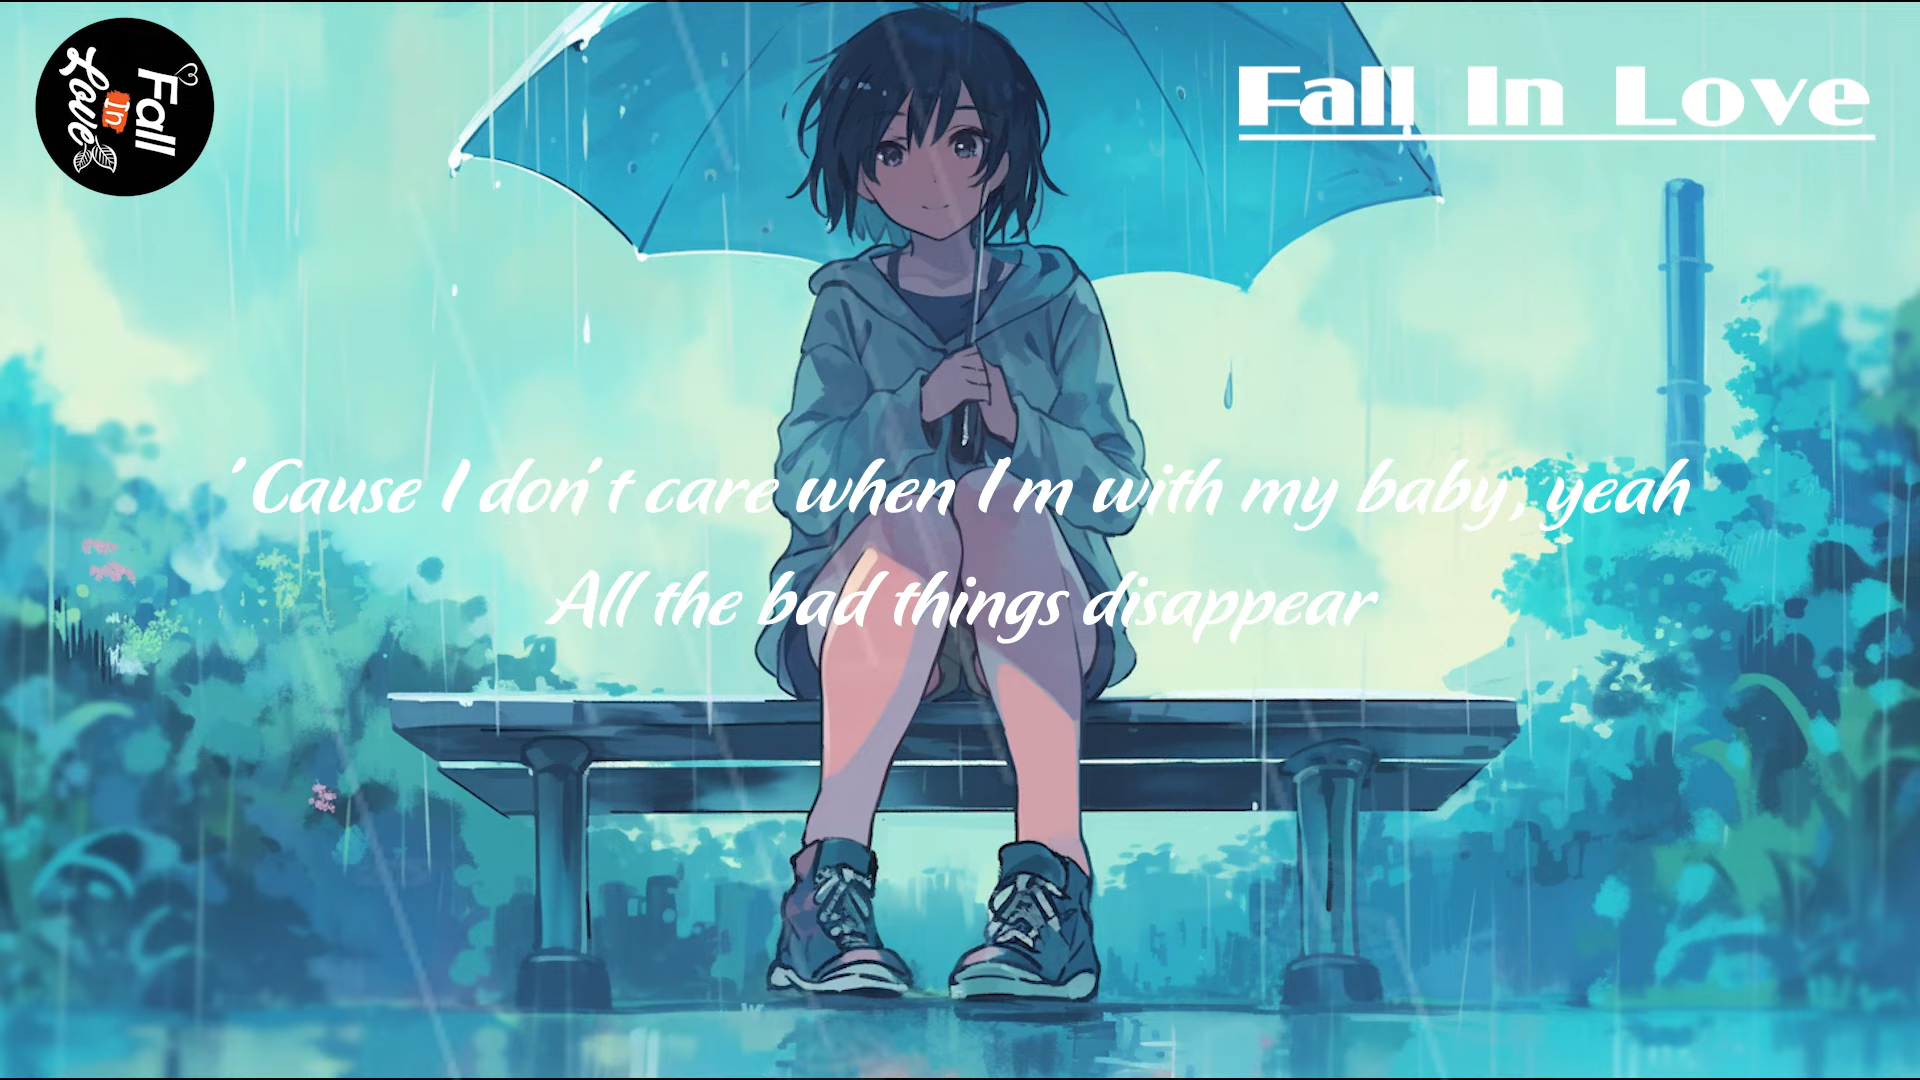 Fall
In
Love
Fall In Love
'Cause I don't care when I'm with my baby, yeah
All the bad things disappear